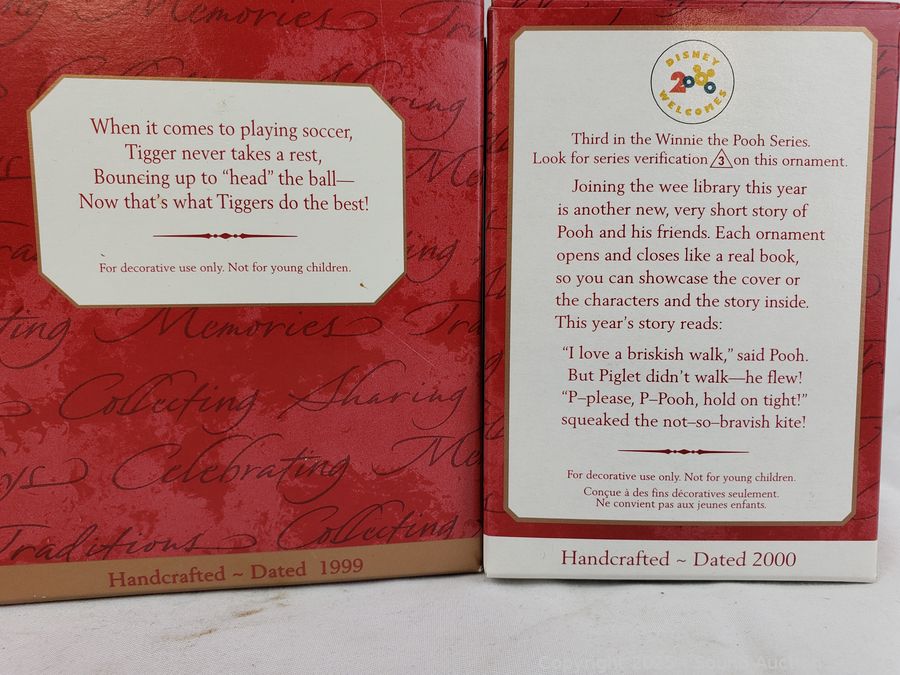 When it comes to playing soccer,
Tigger never takes a rest,
Bouncing up to "head" the ball—
Now that's what Tiggers do the best!
For decorative use only. Not for young children.
Collecting Sharing
Memories
Collecting Sharing
Celebrating
Traditions
Collecting
Handcrafted ~ Dated 1999
DISNEY
2000
WELCOMES
Third in the Winnie the Pooh Series.
Look for series verification 3 on this ornament.
Joining the wee library this year
is another new, very short story of
Pooh and his friends. Each ornament
opens and closes like a real book,
so you can showcase the cover or
the characters and the story inside.
This year's story reads:
"I love a briskish walk," said Pooh.
But Piglet didn't walk—he flew!
"P–please, P–Pooh, hold on tight!"
squeaked the not–so–bravish kite!
For decorative use only. Not for young children.
Conçue à des fins décoratives seulement.
Ne convient pas aux jeunes enfants.
Handcrafted ~ Dated 2000
Copyright 2025 - Sound Auction